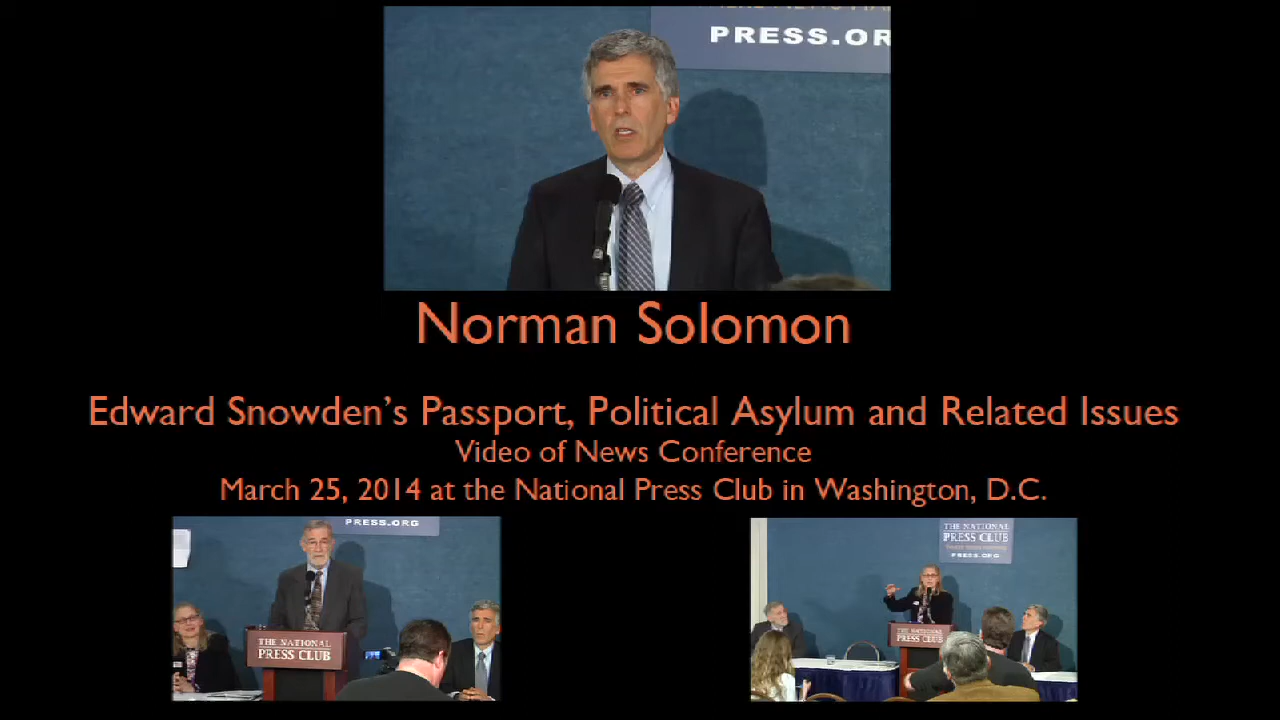 PRESS.OR
Norman Solomon
Edward Snowden's Passport, Political Asylum and Related Issues
Video of News Conference
March 25, 2014 at the National Press Club in Washington, D.C.
PRESS.ORG
THE NATIONAL
PRESS CLUB
THE NATIONAL
PRESS CLUB
PRESS.ORG
THE NATIONAL
PRESS CLUB